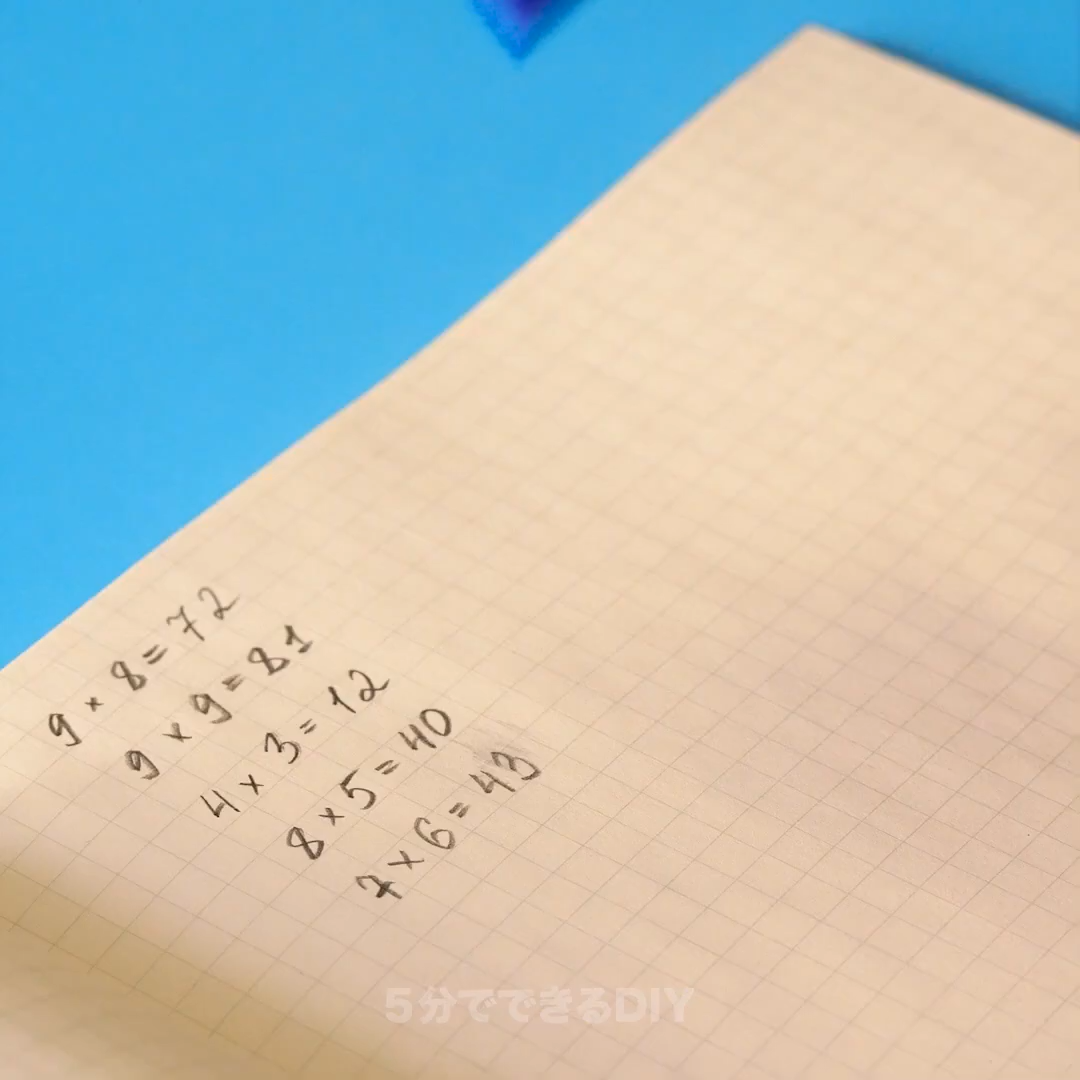 9 × 8 = 72
9 × 9 = 81
4 × 3 = 12
8 × 5 = 40
7 × 6 = 43
5分でできるDIY